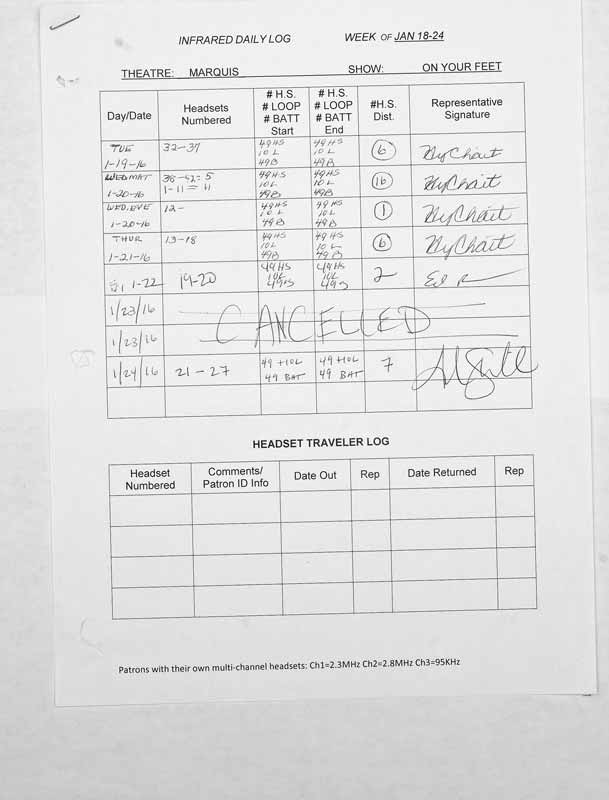 INFRARED DAILY LOG WEEK OF JAN 18-24
THEATRE: MARQUIS SHOW: ON YOUR FEET
Day/Date Headsets Numbered # H.S. # LOOP # BATT Start # H.S. # LOOP # BATT End #H.S. Dist. Representative Signature
TUE 1-19-16 32-37 49HS 10L 49B 49HS 10L 49B 6 NyChait
WED MAT 1-20-16 38-42=5 1-11=11 49HS 10L 49B 49HS 10L 49B 16 NyChait
WED. EVE 1-20-16 12- 49HS 10L 49B 49HS 10L 49B 1 NyChait
THUR 1-21-16 13-18 49HS 10L 49B 49HS 10L 49B 6 NyChait
1-22 19-20 49HS 10L 49HS 10L 2
1/23/16 CANCELLED
1/23/16
1/24/16 21-27 49 +10L 49 BAT 49 +10L 49 BAT 7
HEADSET TRAVELER LOG
Headset Numbered Comments/ Patron ID Info Date Out Rep Date Returned Rep
Patrons with their own multi-channel headsets: Ch1=2.3MHz Ch2=2.8MHz Ch3=95KHz